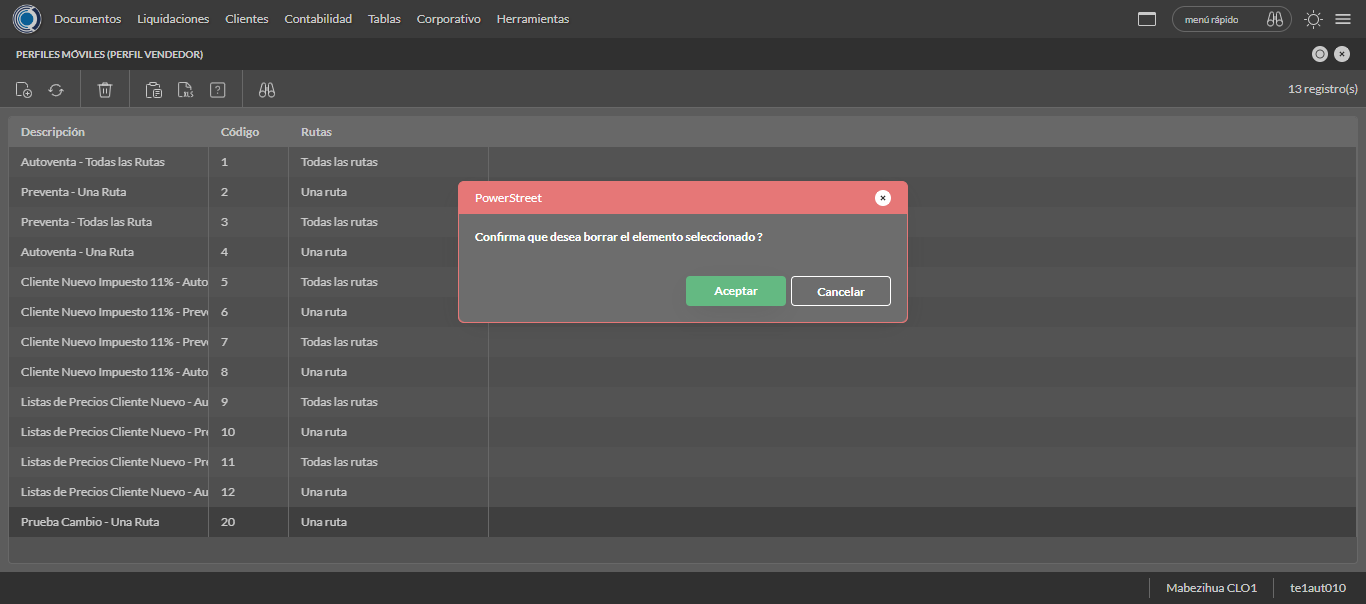 Documentos Liquidaciones Clientes Contabilidad Tablas Corporativo Herramientas menú rápido
PERFILES MÓVILES (PERFIL VENDEDOR)
XLS ? 13 registro(s)
Descripción Código Rutas
Autoventa - Todas las Rutas 1 Todas las rutas
Preventa - Una Ruta 2 Una ruta
Preventa - Todas las Ruta 3 Todas las rutas
Autoventa - Una Ruta 4 Una ruta
Cliente Nuevo Impuesto 11% - Auto 5 Todas las rutas
Cliente Nuevo Impuesto 11% - Prev 6 Una ruta
Cliente Nuevo Impuesto 11% - Prev 7 Todas las rutas
Cliente Nuevo Impuesto 11% - Auto 8 Una ruta
Listas de Precios Cliente Nuevo - Au 9 Todas las rutas
Listas de Precios Cliente Nuevo - Pr 10 Una ruta
Listas de Precios Cliente Nuevo - Pr 11 Todas las rutas
Listas de Precios Cliente Nuevo - Au 12 Una ruta
Prueba Cambio - Una Ruta 20 Una ruta
PowerStreet
Confirma que desea borrar el elemento seleccionado ?
Aceptar Cancelar
Mabezihua CLO1 te1aut010